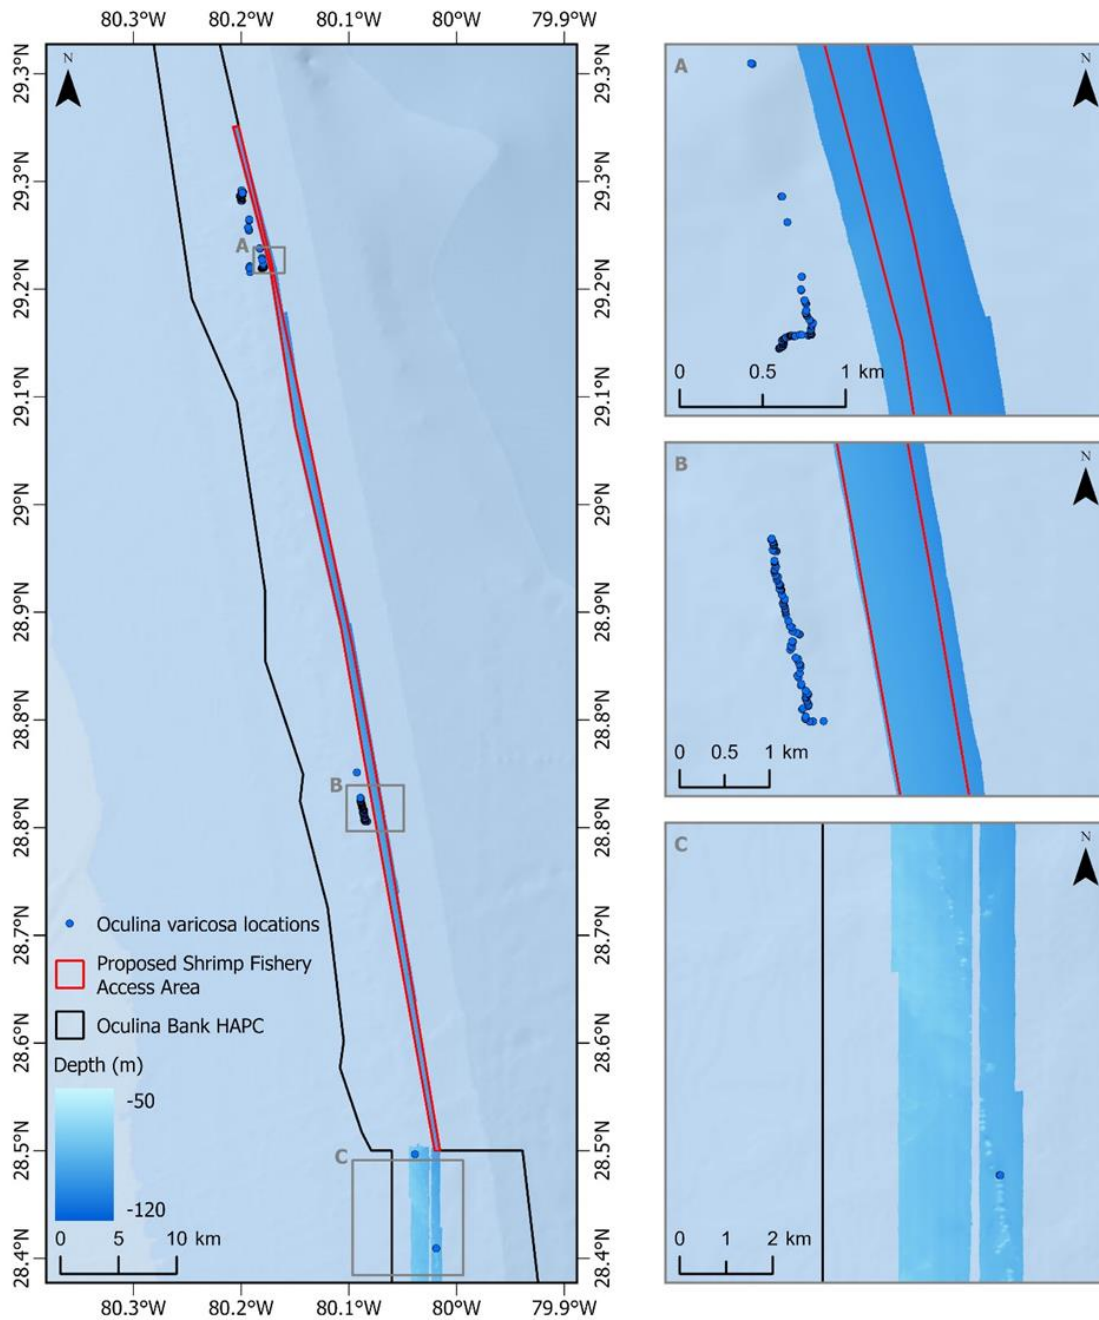 80.3°W 80.2°W 80.1°W 80°W 79.9°W
N
29.3°N 29.3°N
29.3°N 29.3°N
A
29.2°N 29.2°N
29.1°N 29.1°N
29°N 29°N
28.9°N 28.9°N
28.8°N 28.8°N
B
28.8°N 28.8°N
28.7°N 28.7°N
28.6°N 28.6°N
28.5°N 28.5°N
C
28.4°N 28.4°N
Oculina varicosa locations
Proposed Shrimp Fishery
Access Area
Oculina Bank HAPC
Depth (m)
-50
-120
0 5 10 km
80.3°W 80.2°W 80.1°W 80°W 79.9°W
A
N
0 0.5 1 km
B
N
0 0.5 1 km
C
N
0 1 2 km